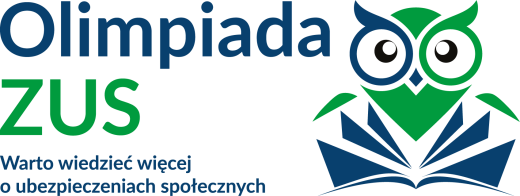 Olimpiada
ZUS
Warto wiedzieć więcej
o ubezpieczeniach społecznych